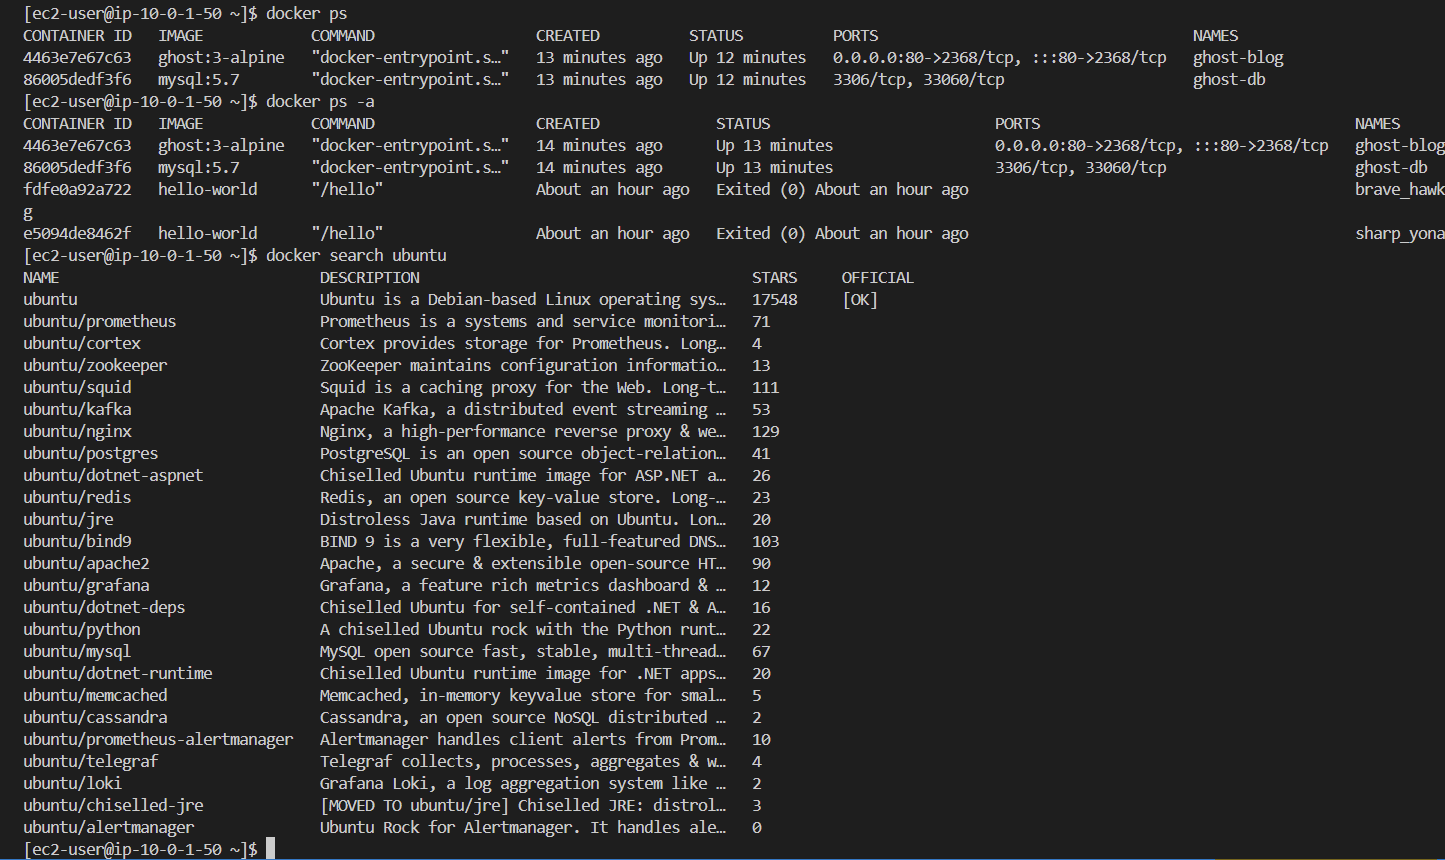 [ec2-user@ip-10-0-1-50 ~]$ docker ps
CONTAINER ID   IMAGE            COMMAND                  CREATED          STATUS          PORTS                                   NAMES
4463e7e67c63   ghost:3-alpine   "docker-entrypoint.s…"   13 minutes ago   Up 12 minutes   0.0.0.0:80->2368/tcp, :::80->2368/tcp   ghost-blog
86005dedf3f6   mysql:5.7        "docker-entrypoint.s…"   13 minutes ago   Up 12 minutes   3306/tcp, 33060/tcp                     ghost-db
[ec2-user@ip-10-0-1-50 ~]$ docker ps -a
CONTAINER ID   IMAGE            COMMAND                  CREATED             STATUS                         PORTS                                   NAMES
4463e7e67c63   ghost:3-alpine   "docker-entrypoint.s…"   14 minutes ago      Up 13 minutes                  0.0.0.0:80->2368/tcp, :::80->2368/tcp   ghost-blog
86005dedf3f6   mysql:5.7        "docker-entrypoint.s…"   14 minutes ago      Up 13 minutes                  3306/tcp, 33060/tcp                     ghost-db
fdfe0a92a722   hello-world      "/hello"                 About an hour ago   Exited (0) About an hour ago                                           brave_hawk
g
e5094de8462f   hello-world      "/hello"                 About an hour ago   Exited (0) About an hour ago                                           sharp_yona
[ec2-user@ip-10-0-1-50 ~]$ docker search ubuntu
NAME                             DESCRIPTION                                     STARS     OFFICIAL
ubuntu                           Ubuntu is a Debian-based Linux operating sys…   17548     [OK]
ubuntu/prometheus                Prometheus is a systems and service monitori…   71
ubuntu/cortex                    Cortex provides storage for Prometheus. Long…   4
ubuntu/zookeeper                 ZooKeeper maintains configuration informatio…   13
ubuntu/squid                     Squid is a caching proxy for the Web. Long-t…   111
ubuntu/kafka                     Apache Kafka, a distributed event streaming …   53
ubuntu/nginx                     Nginx, a high-performance reverse proxy & we…   129
ubuntu/postgres                  PostgreSQL is an open source object-relation…   41
ubuntu/dotnet-aspnet             Chiselled Ubuntu runtime image for ASP.NET a…   26
ubuntu/redis                     Redis, an open source key-value store. Long-…   23
ubuntu/jre                       Distroless Java runtime based on Ubuntu. Lon…   20
ubuntu/bind9                     BIND 9 is a very flexible, full-featured DNS…   103
ubuntu/apache2                   Apache, a secure & extensible open-source HT…   90
ubuntu/grafana                   Grafana, a feature rich metrics dashboard & …   12
ubuntu/dotnet-deps               Chiselled Ubuntu for self-contained .NET & A…   16
ubuntu/python                    A chiselled Ubuntu rock with the Python runt…   22
ubuntu/mysql                     MySQL open source fast, stable, multi-thread…   67
ubuntu/dotnet-runtime            Chiselled Ubuntu runtime image for .NET apps…   20
ubuntu/memcached                 Memcached, in-memory keyvalue store for smal…   5
ubuntu/cassandra                 Cassandra, an open source NoSQL distributed …   2
ubuntu/prometheus-alertmanager   Alertmanager handles client alerts from Prom…   10
ubuntu/telegraf                  Telegraf collects, processes, aggregates & w…   4
ubuntu/loki                      Grafana Loki, a log aggregation system like …   2
ubuntu/chiselled-jre             [MOVED TO ubuntu/jre] Chiselled JRE: distrol…   3
ubuntu/alertmanager              Ubuntu Rock for Alertmanager. It handles ale…   0
[ec2-user@ip-10-0-1-50 ~]$